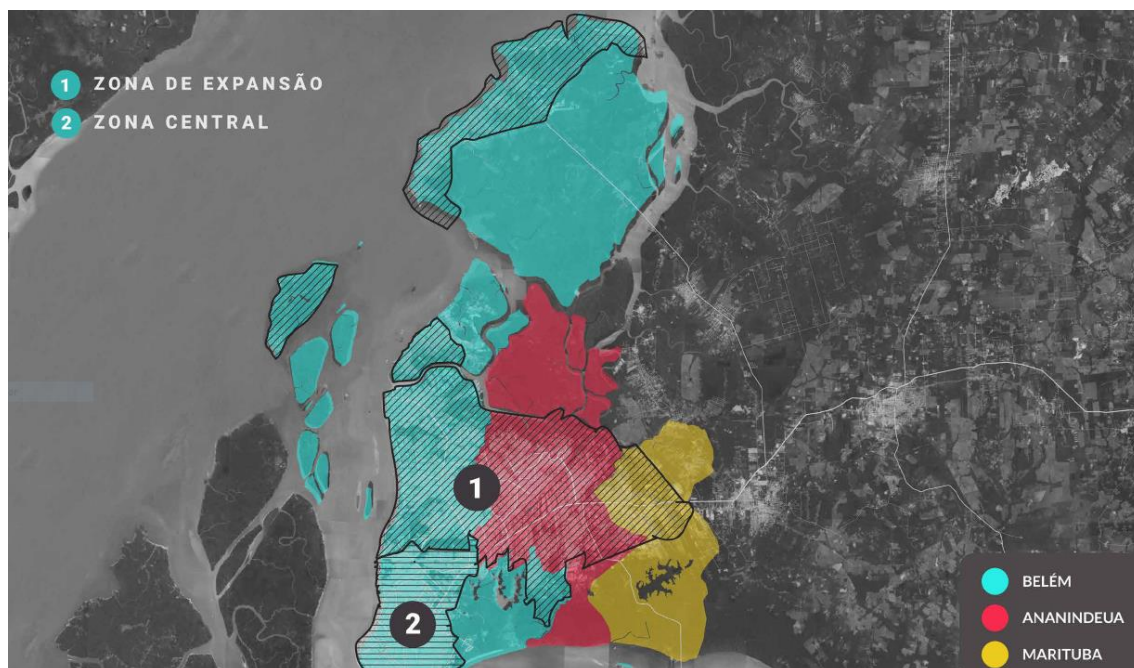 1 ZONA DE EXPANSÃO
2 ZONA CENTRAL
1
2
BELÉM
ANANINDEUA
MARITUBA